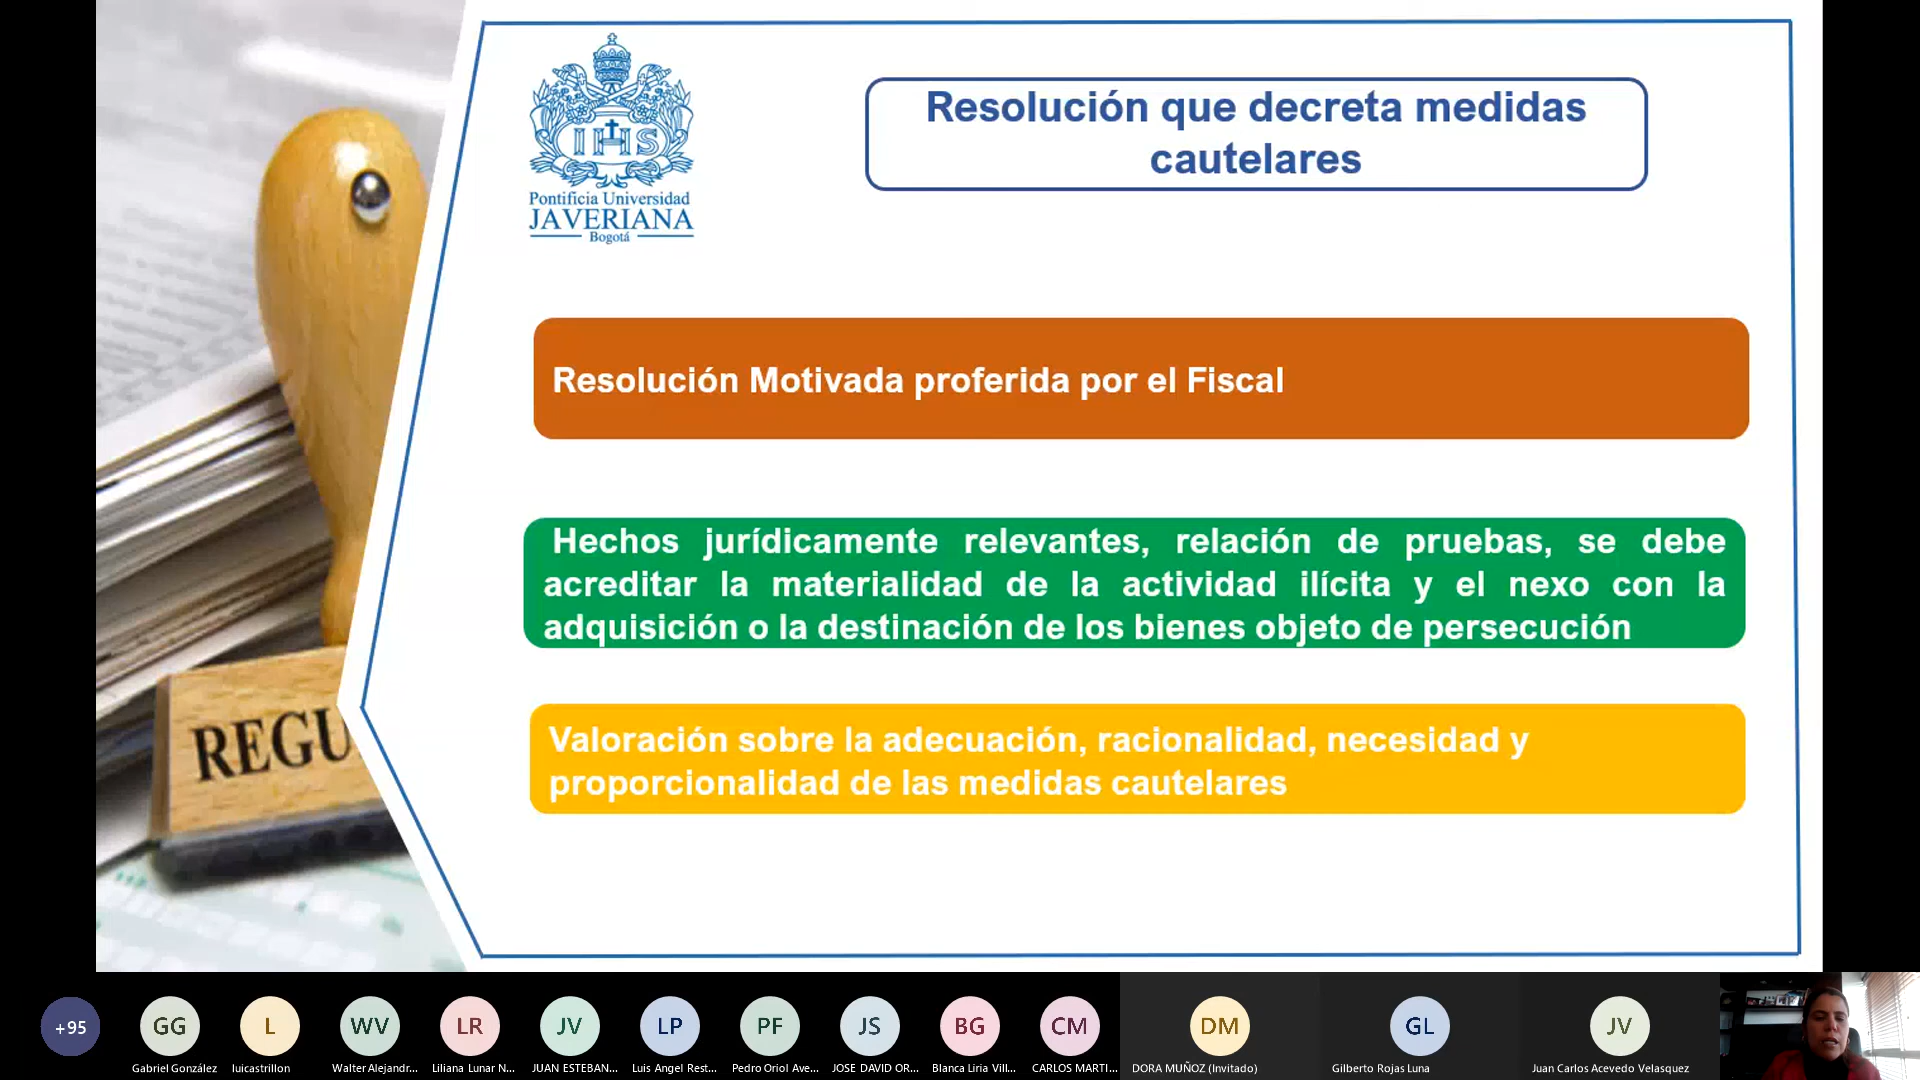 IHS
Pontificia Universidad
JAVERIANA
Bogotá
Resolución que decreta medidas
cautelares
Resolución Motivada proferida por el Fiscal
Hechos jurídicamente relevantes, relación de pruebas, se debe
acreditar la materialidad de la actividad ilícita y el nexo con la
adquisición o la destinación de los bienes objeto de persecución
Valoración sobre la adecuación, racionalidad, necesidad y
proporcionalidad de las medidas cautelares
REGU
+95
GG
L
WV
LR
JV
LP
PF
JS
BG
CM
DM
GL
JV
Gabriel González
luicastrillon
Walter Alejandr...
Liliana Lunar N...
JUAN ESTEBAN...
Luis Angel Rest...
Pedro Oriol Ave...
JOSE DAVID OR...
Blanca Liria Vill...
CARLOS MARTI...
DORA MUÑOZ (Invitado)
Gilberto Rojas Luna
Juan Carlos Acevedo Velasquez